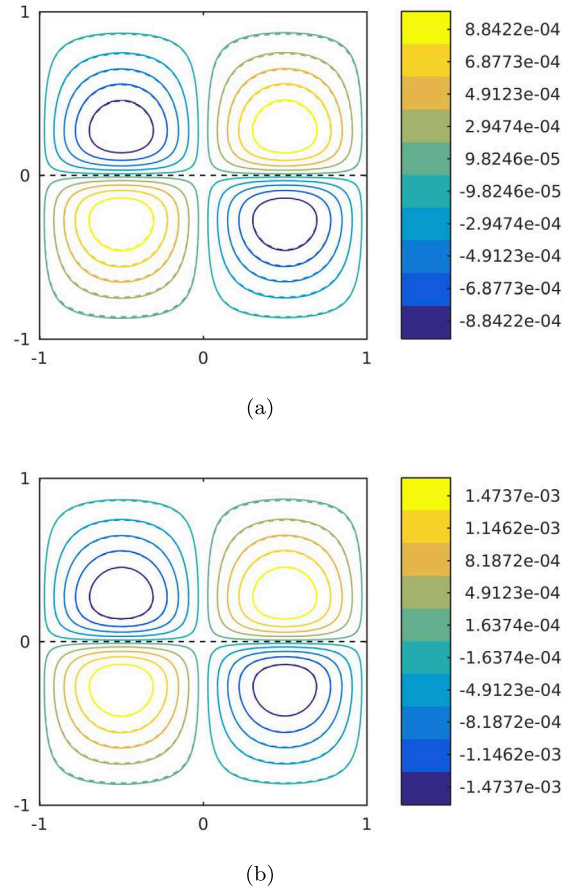 1
0
-1
-1
0
1
8.8422e-04
6.8773e-04
4.9123e-04
2.9474e-04
9.8246e-05
-9.8246e-05
-2.9474e-04
-4.9123e-04
-6.8773e-04
-8.8422e-04
(a)
1
0
-1
-1
0
1
1.4737e-03
1.1462e-03
8.1872e-04
4.9123e-04
1.6374e-04
-1.6374e-04
-4.9123e-04
-8.1872e-04
-1.1462e-03
-1.4737e-03
(b)